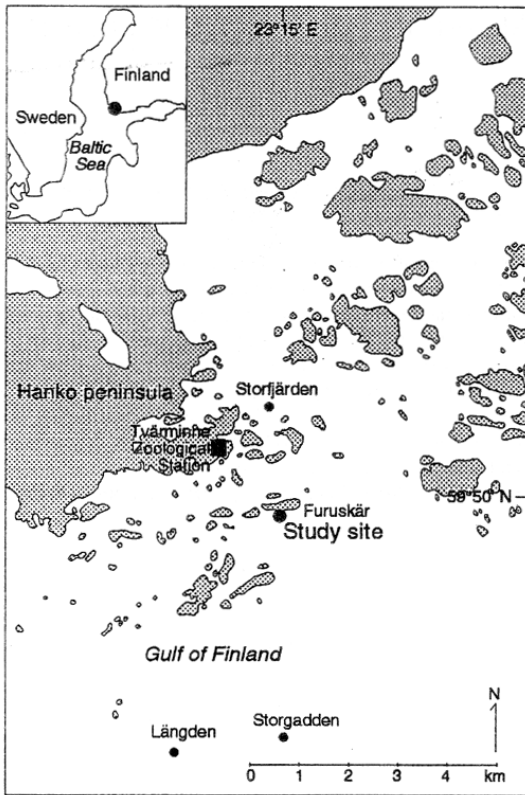 23°15' E
Finland
Sweden
Baltic
Sea
Hanko peninsula
Storfjärden
Tvärminne
Zoological
Station
59°50' N
Furuskär
Study site
Gulf of Finland
N
Längden
Storgadden
0 1 2 3 4 km